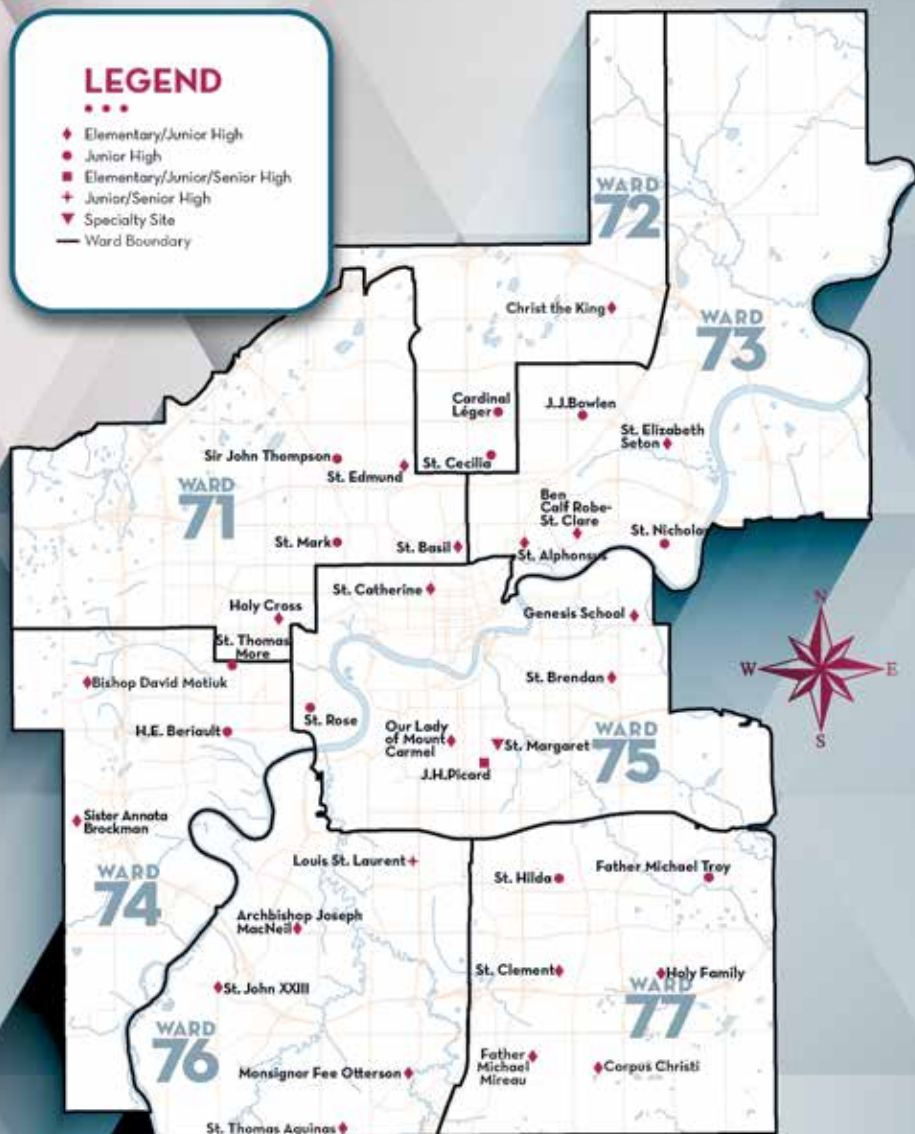 LEGEND
Elementary/Junior High
Junior High
Elementary/Junior/Senior High
Junior/Senior High
Specialty Site
Ward Boundary
WARD
72
Christ the King
WARD
73
Cardinal
Léger
J.J.Bowlen
St. Elizabeth
Seton
Sir John Thompson
St. Edmund
St. Cecilia
WARD
71
Ben
Calf Robe-
St. Clare
St. Mark
St. Basil
St. Alphonsus
St. Nicholas
St. Catherine
Holy Cross
Genesis School
St. Thomas
More
N
W
E
S
Bishop David Motiuk
St. Brendan
St. Rose
H.E. Beriault
Our Lady
of Mount
Carmel
St. Margaret
J.H.Picard
WARD
75
Sister Annata
Brockman
WARD
74
Louis St. Laurent
St. Hilda
Father Michael Troy
Archbishop Joseph
MacNeil
St. Clement
Holy Family
WARD
77
St. John XXIII
WARD
76
Monsignor Fee Otterson
Father
Michael
Mireau
Corpus Christi
St. Thomas Aquinas